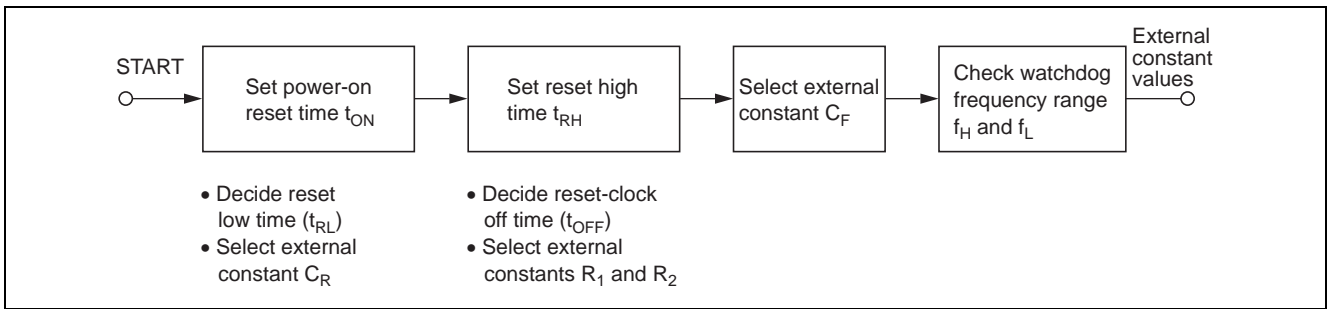 START
Set power-on
reset time tON
• Decide reset
low time (tRL)
• Select external
constant CR
Set reset high
time tRH
• Decide reset-clock
off time (tOFF)
• Select external
constants R1 and R2
Select external
constant CF
Check watchdog
frequency range
fH and fL
External
constant
values